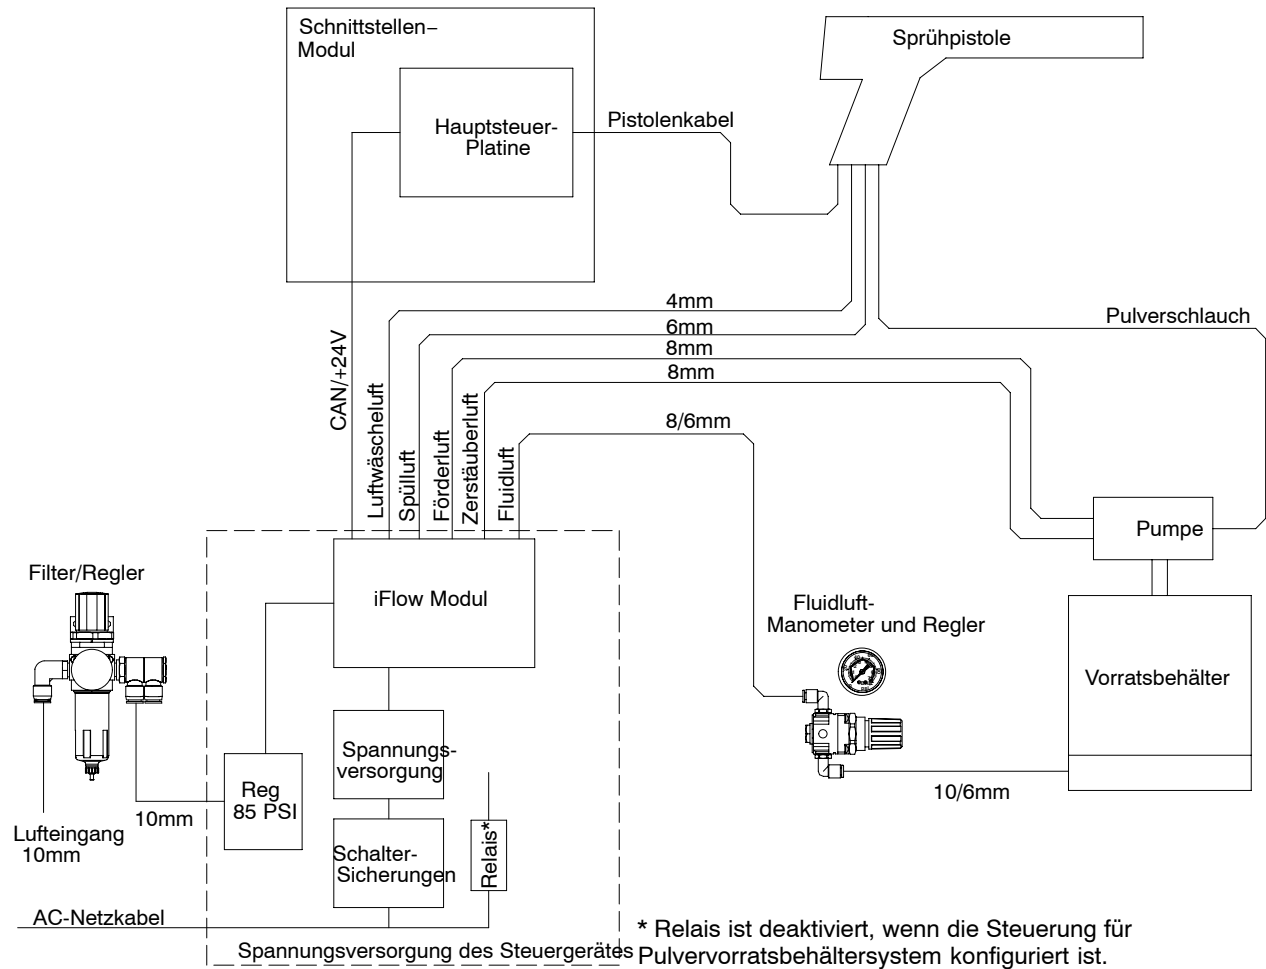 Schnittstellen–
Modul
Sprühpistole
Hauptsteuer-
Platine
Pistolenkabel
4mm
6mm
8mm
8mm
8/6mm
Pulverschlauch
CAN/+24V
Luftwäscheluft
Spülluft
Förderluft
Zerstäuberluft
Fluidluft
Pumpe
Filter/Regler
iFlow Modul
Fluidluft-
Manometer und Regler
Vorratsbehälter
Spannungs-
versorgung
Reg
85 PSI
10mm
Lufteingang
10mm
10/6mm
Schalter-
Sicherungen
Relais*
AC-Netzkabel
Spannungsversorgung des Steuergerätes
* Relais ist deaktiviert, wenn die Steuerung für
Pulvervorratsbehältersystem konfiguriert ist.